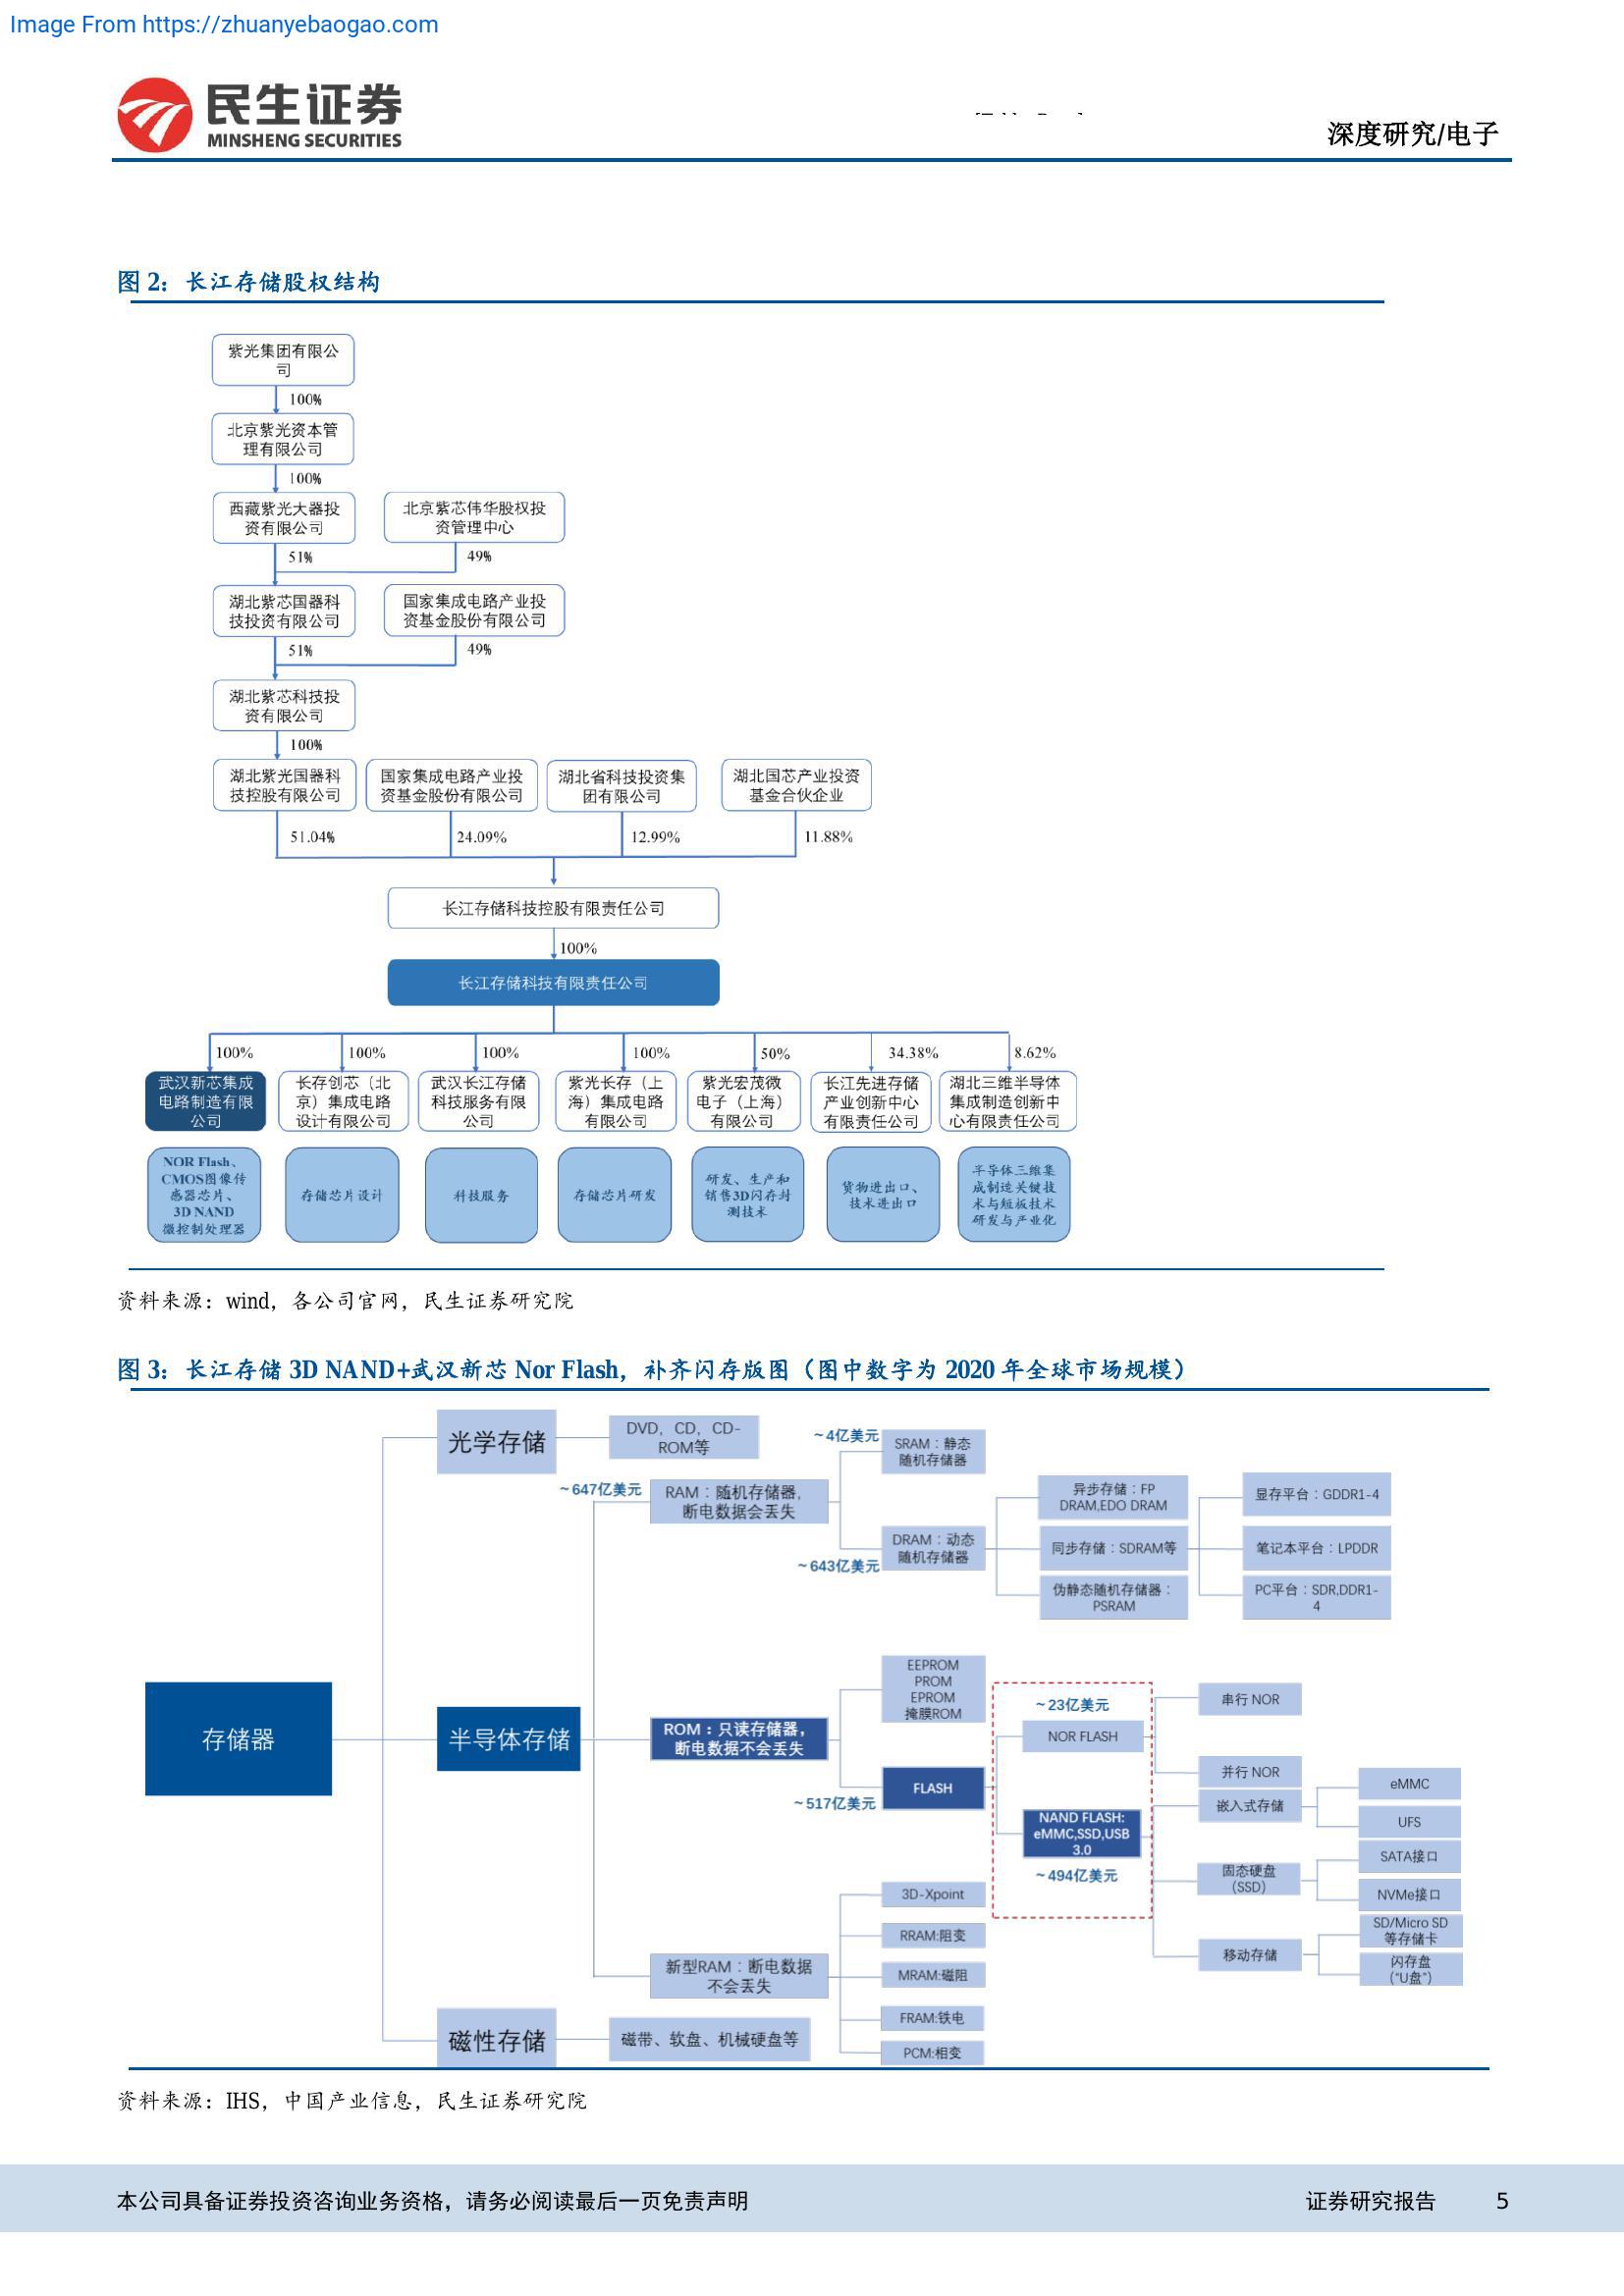 Image From https://zhuanyebaogao.com
民生证券
MINSHENG SECURITIES
深度研究/电子
图 2：长江存储股权结构
紫光集团有限公
司
100%
北京紫光资本管
理有限公司
100%
西藏紫光大器投
资有限公司
北京紫芯伟华股权投
资管理中心
51%
49%
湖北紫芯国器科
技投资有限公司
国家集成电路产业投
资基金股份有限公司
51%
49%
湖北紫芯科技投
资有限公司
100%
湖北紫光国器科
技控股有限公司
国家集成电路产业投
资基金股份有限公司
湖北省科技投资集
团有限公司
湖北国芯产业投资
基金合伙企业
51.04%
24.09%
12.99%
11.88%
长江存储科技控股有限责任公司
100%
长江存储科技有限责任公司
100%
100%
100%
100%
50%
34.38%
8.62%
武汉新芯集成
电路制造有限
公司
长存创芯（北
京）集成电路
设计有限公司
武汉长江存储
科技服务有限
公司
紫光长存（上
海）集成电路
有限公司
紫光宏茂微
电子（上海）
有限公司
长江先进存储
产业创新中心
有限责任公司
湖北三维半导体
集成制造创新中
心有限责任公司
NOR Flash、
CMOS图像传
感器芯片、
3D NAND
微控制处理器
存储芯片设计
科技服务
存储芯片研发
研发、生产和
销售3D闪存封
测技术
货物进出口、
技术进出口
半导体三维集
成制造关键技
术与短板技术
研发与产业化
资料来源：wind，各公司官网，民生证券研究院
图 3：长江存储 3D NAND+武汉新芯 Nor Flash，补齐闪存版图（图中数字为 2020 年全球市场规模）
光学存储
DVD，CD，CD-
ROM等
~4亿美元
SRAM：静态
随机存储器
~647亿美元
RAM：随机存储器,
断电数据会丢失
DRAM：动态
随机存储器
~643亿美元
异步存储：FP
DRAM,EDO DRAM
同步存储：SDRAM等
伪静态随机存储器：
PSRAM
显存平台：GDDR1-4
笔记本平台：LPDDR
PC平台：SDR,DDR1-
4
存储器
半导体存储
ROM：只读存储器，
断电数据不会丢失
EEPROM
PROM
EPROM
掩膜ROM
FLASH
~517亿美元
~23亿美元
NOR FLASH
NAND FLASH:
eMMC,SSD,USB
3.0
~494亿美元
串行 NOR
并行 NOR
嵌入式存储
eMMC
UFS
固态硬盘
（SSD）
SATA接口
NVMe接口
移动存储
SD/Micro SD
等存储卡
闪存盘
（"U盘"）
新型RAM：断电数据
不会丢失
3D-Xpoint
RRAM:阻变
MRAM:磁阻
FRAM:铁电
PCM:相变
磁性存储
磁带、软盘、机械硬盘等
资料来源：IHS，中国产业信息，民生证券研究院
本公司具备证券投资咨询业务资格，请务必阅读最后一页免责声明
证券研究报告
5